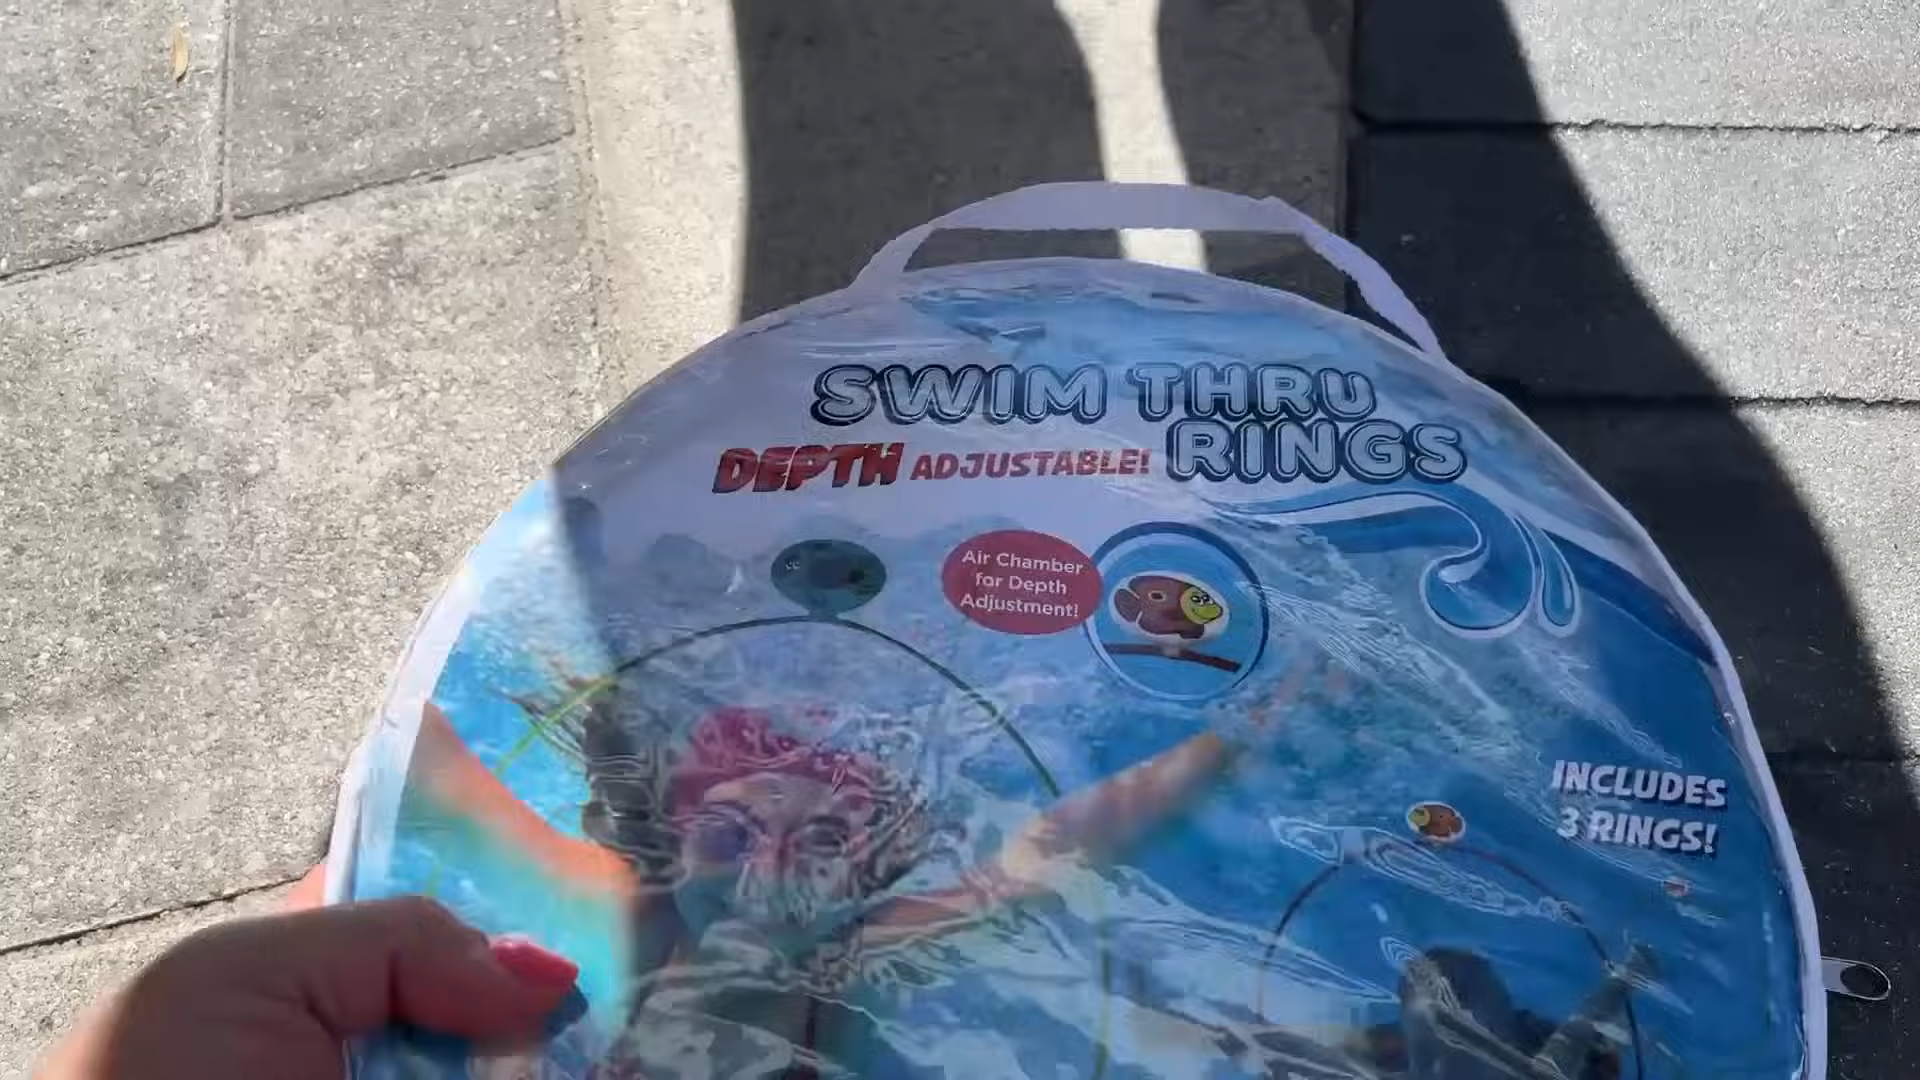 SWIM THRU
RINGS
DEPTH ADJUSTABLE!
Air Chamber
for Depth
Adjustment!
INCLUDES
3 RINGS!